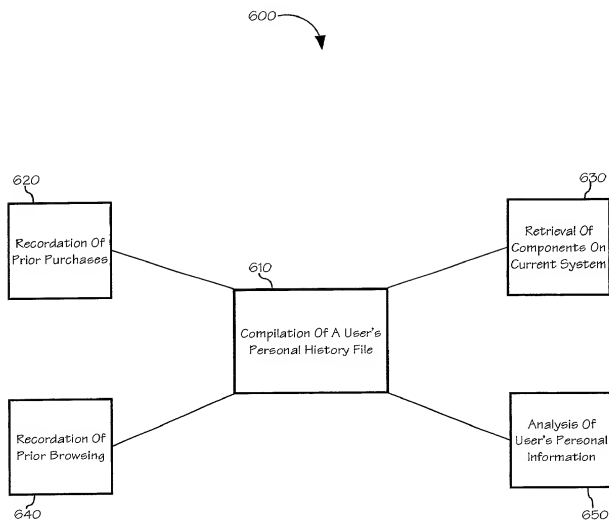 600
620
630
Recordation Of
Prior Purchases
Retrieval Of
Components On
Current System
610
Compilation Of A User's
Personal History File
Recordation Of
Prior Browsing
Analysis Of
User's Personal
Information
640
650